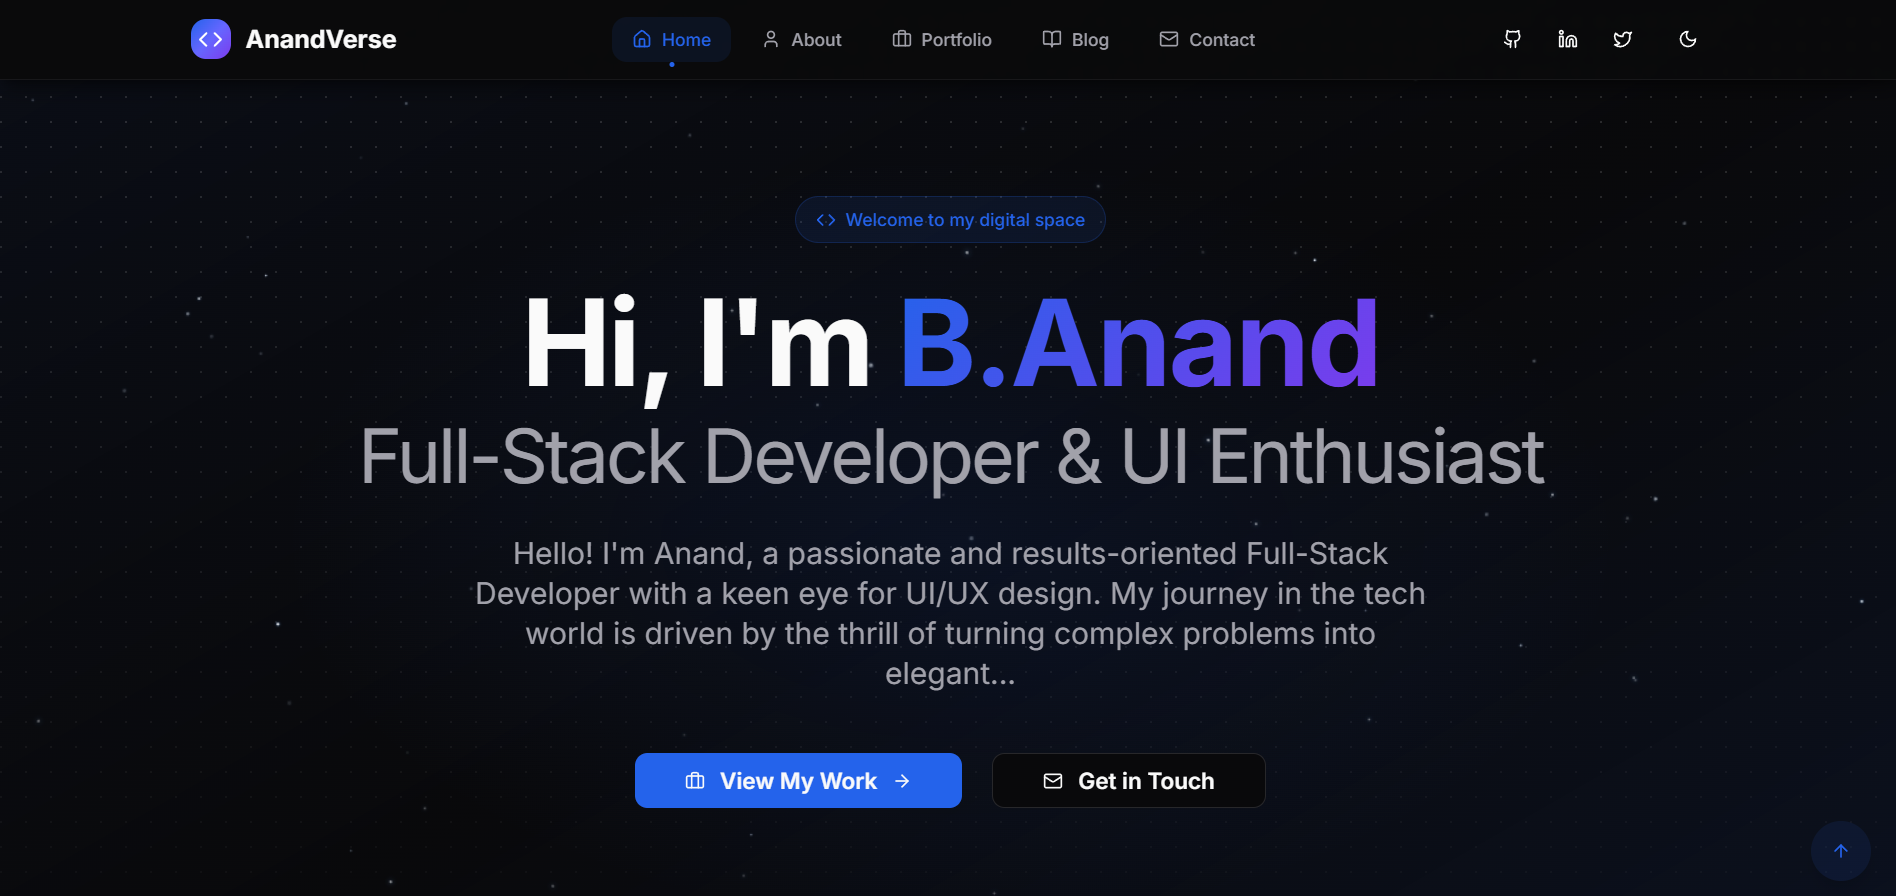 AnandVerse
Home
About
Portfolio
Blog
Contact
Welcome to my digital space
Hi, I'm B.Anand
Full-Stack Developer & UI Enthusiast
Hello! I'm Anand, a passionate and results-oriented Full-Stack
Developer with a keen eye for UI/UX design. My journey in the tech
world is driven by the thrill of turning complex problems into
elegant...
View My Work
Get in Touch